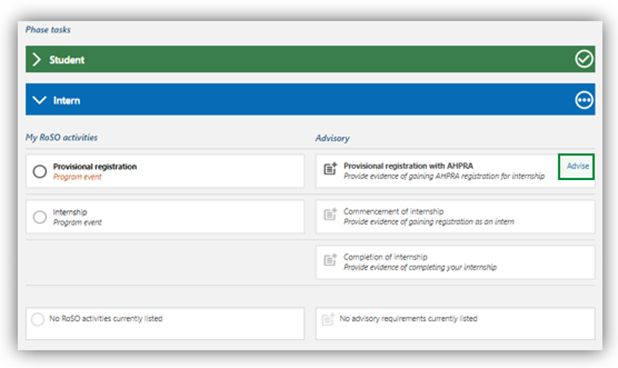 Phase tasks
Student
Intern
My RoSO activities
Advisory
Provisional registration
Program event
Provisional registration with AHPRA
Provide evidence of gaining AHPRA registration for internship
Advise
Internship
Program event
Commencement of internship
Provide evidence of gaining registration as an intern
Completion of internship
Provide evidence of completing your internship
No RoSO activities currently listed
No advisory requirements currently listed